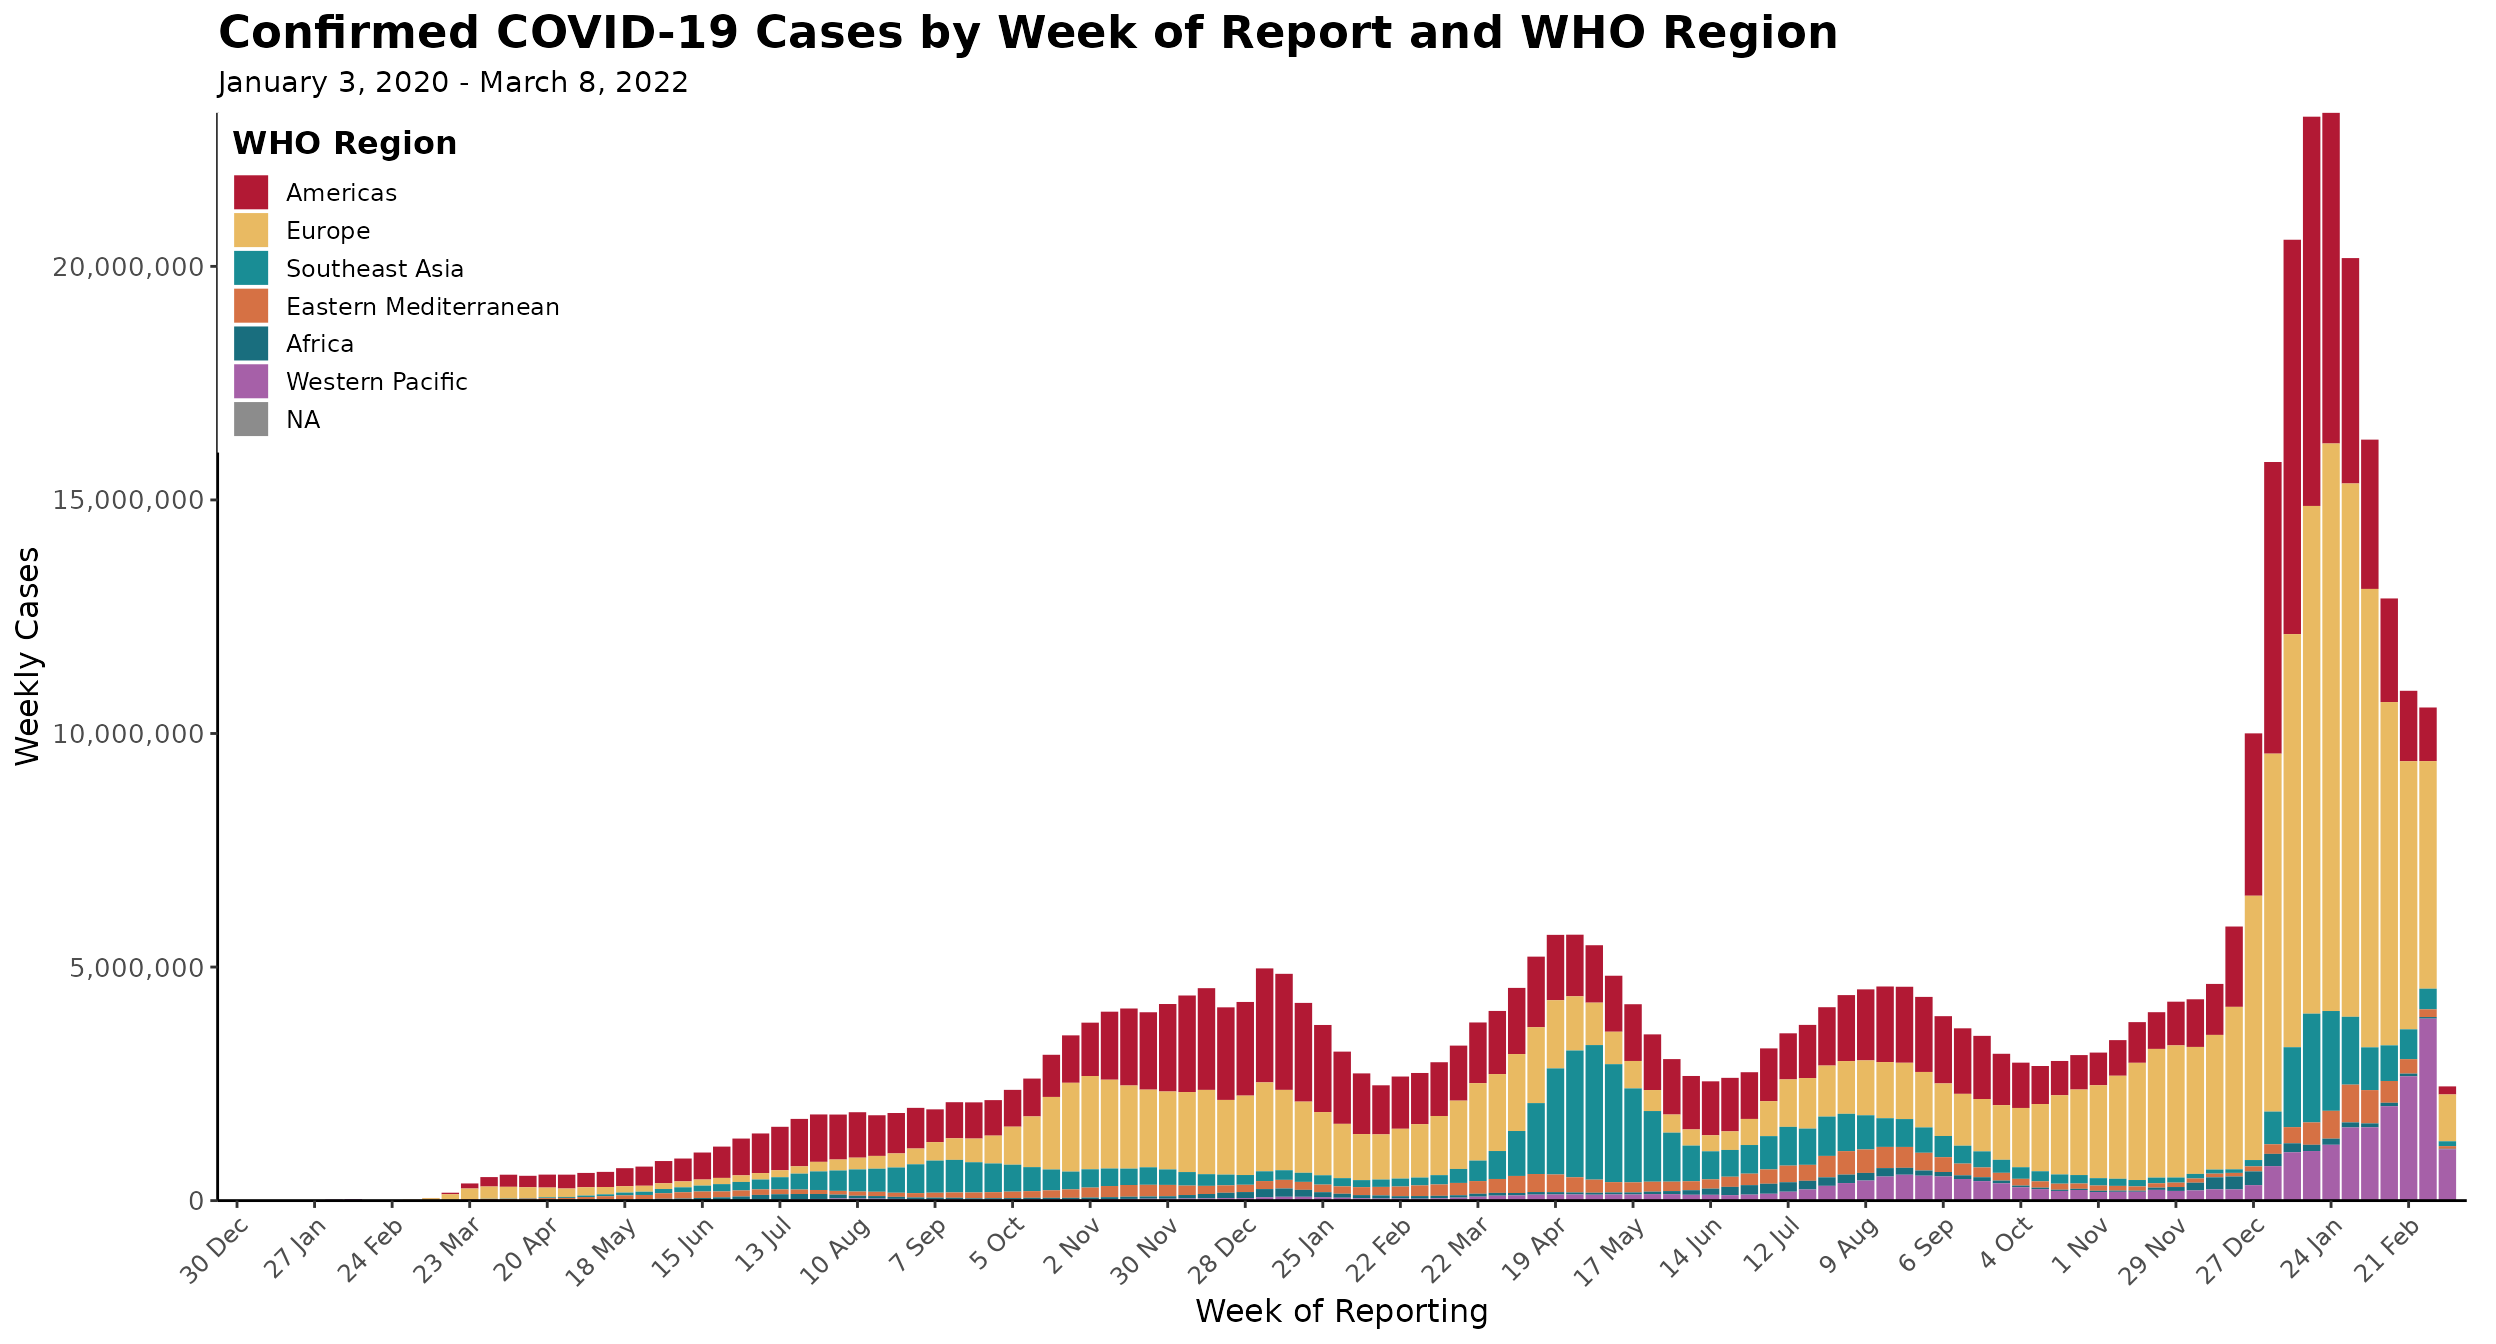 Confirmed COVID-19 Cases by Week of Report and WHO Region
January 3, 2020 - March 8, 2022
WHO Region
Americas
Europe
Southeast Asia
Eastern Mediterranean
Africa
Western Pacific
NA
Weekly Cases
20,000,000
15,000,000
10,000,000
5,000,000
0
30 Dec
27 Jan
24 Feb
23 Mar
20 Apr
18 May
15 Jun
13 Jul
10 Aug
7 Sep
5 Oct
2 Nov
30 Nov
28 Dec
25 Jan
22 Feb
22 Mar
19 Apr
17 May
14 Jun
12 Jul
9 Aug
6 Sep
4 Oct
1 Nov
29 Nov
27 Dec
24 Jan
21 Feb
Week of Reporting